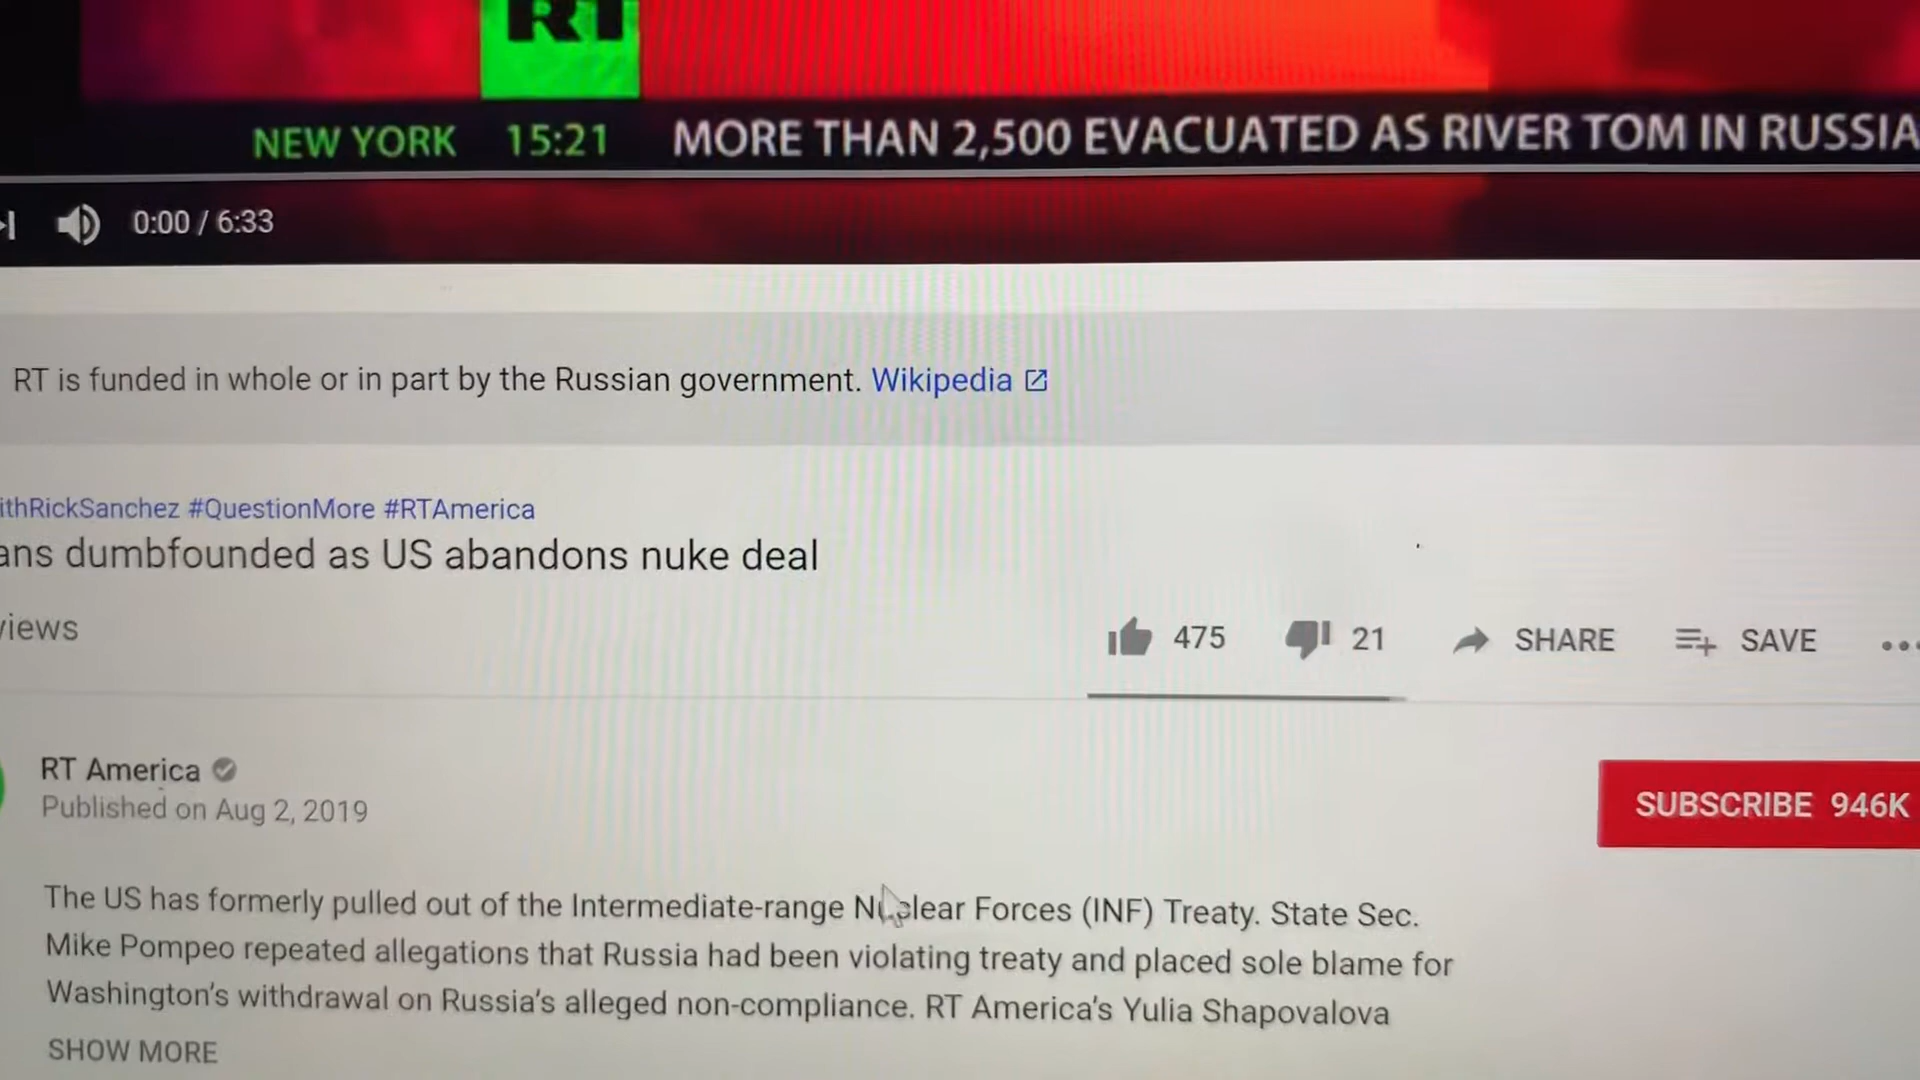 RT
NEW YORK 15:21 MORE THAN 2,500 EVACUATED AS RIVER TOM IN RUSSIA
0:00 / 6:33
RT is funded in whole or in part by the Russian government. Wikipedia
ithRickSanchez #QuestionMore #RTAmerica
ans dumbfounded as US abandons nuke deal
views
475 21 SHARE SAVE
RT America
Published on Aug 2, 2019
SUBSCRIBE 946K
The US has formerly pulled out of the Intermediate-range Nuclear Forces (INF) Treaty. State Sec.
Mike Pompeo repeated allegations that Russia had been violating treaty and placed sole blame for
Washington's withdrawal on Russia's alleged non-compliance. RT America's Yulia Shapovalova
SHOW MORE